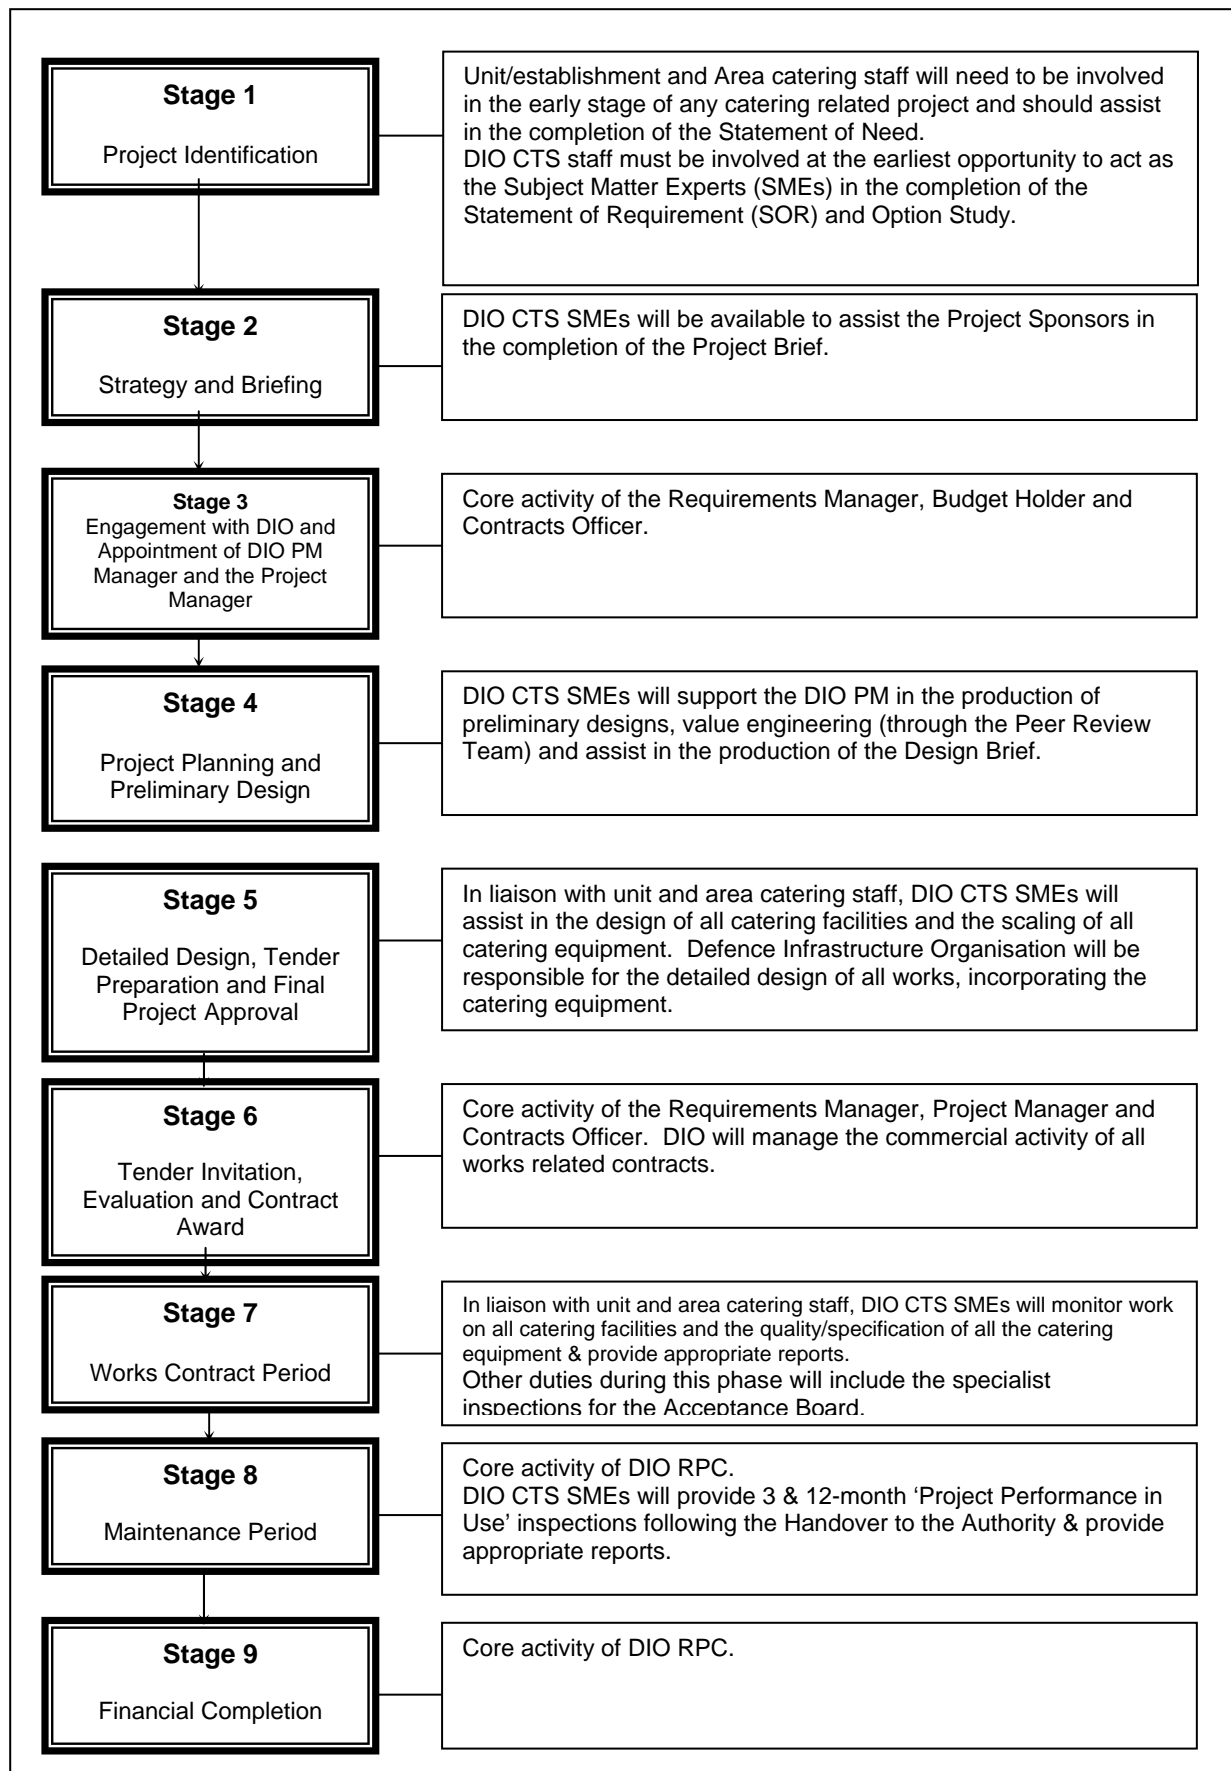 Stage 1
Project Identification
Unit/establishment and Area catering staff will need to be involved
in the early stage of any catering related project and should assist
in the completion of the Statement of Need.
DIO CTS staff must be involved at the earliest opportunity to act as
the Subject Matter Experts (SMEs) in the completion of the
Statement of Requirement (SOR) and Option Study.
Stage 2
Strategy and Briefing
DIO CTS SMEs will be available to assist the Project Sponsors in
the completion of the Project Brief.
Stage 3
Engagement with DIO and
Appointment of DIO PM
Manager and the Project
Manager
Core activity of the Requirements Manager, Budget Holder and
Contracts Officer.
Stage 4
Project Planning and
Preliminary Design
DIO CTS SMEs will support the DIO PM in the production of
preliminary designs, value engineering (through the Peer Review
Team) and assist in the production of the Design Brief.
Stage 5
Detailed Design, Tender
Preparation and Final
Project Approval
In liaison with unit and area catering staff, DIO CTS SMEs will
assist in the design of all catering facilities and the scaling of all
catering equipment.  Defence Infrastructure Organisation will be
responsible for the detailed design of all works, incorporating the
catering equipment.
Stage 6
Tender Invitation,
Evaluation and Contract
Award
Core activity of the Requirements Manager, Project Manager and
Contracts Officer.  DIO will manage the commercial activity of all
works related contracts.
Stage 7
Works Contract Period
In liaison with unit and area catering staff, DIO CTS SMEs will monitor work
on all catering facilities and the quality/specification of all the catering
equipment & provide appropriate reports.
Other duties during this phase will include the specialist
inspections for the Acceptance Board.
Stage 8
Maintenance Period
Core activity of DIO RPC.
DIO CTS SMEs will provide 3 & 12-month ‘Project Performance in
Use’ inspections following the Handover to the Authority & provide
appropriate reports.
Stage 9
Financial Completion
Core activity of DIO RPC.